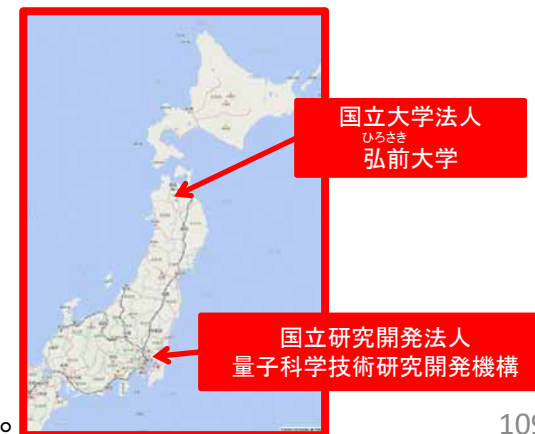 国立大学法人
ひろさき
弘前大学
国立研究開発法人
量子科学技術研究開発機構
。
109